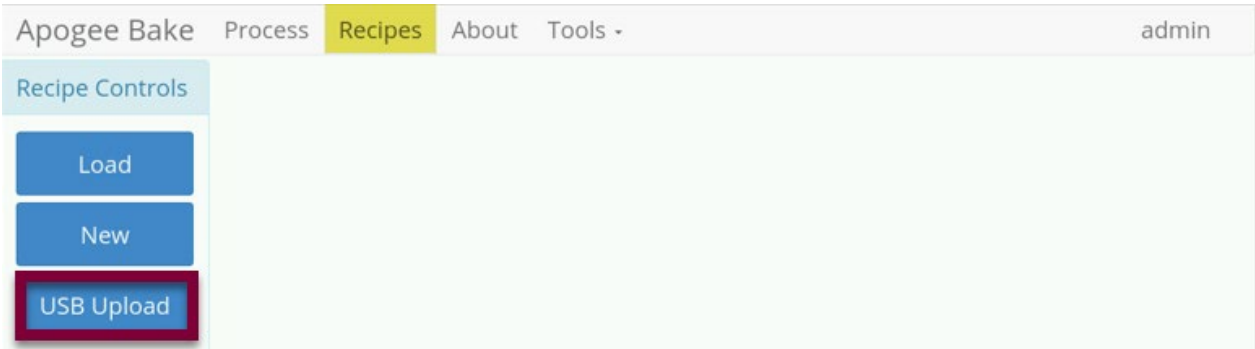 Apogee Bake Process Recipes About Tools admin
Recipe Controls
Load
New
USB Upload